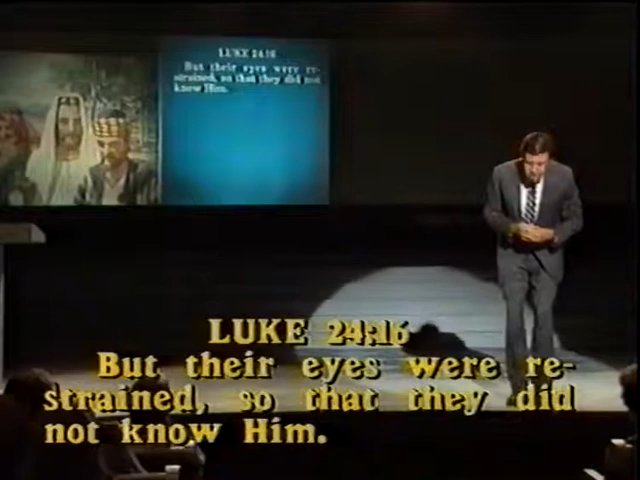 LUKE 24:16
But their eyes were re-
strained, so that they did not
know Him.
LUKE 24:16
But their eyes were re-
strained, so that they did
not know Him.